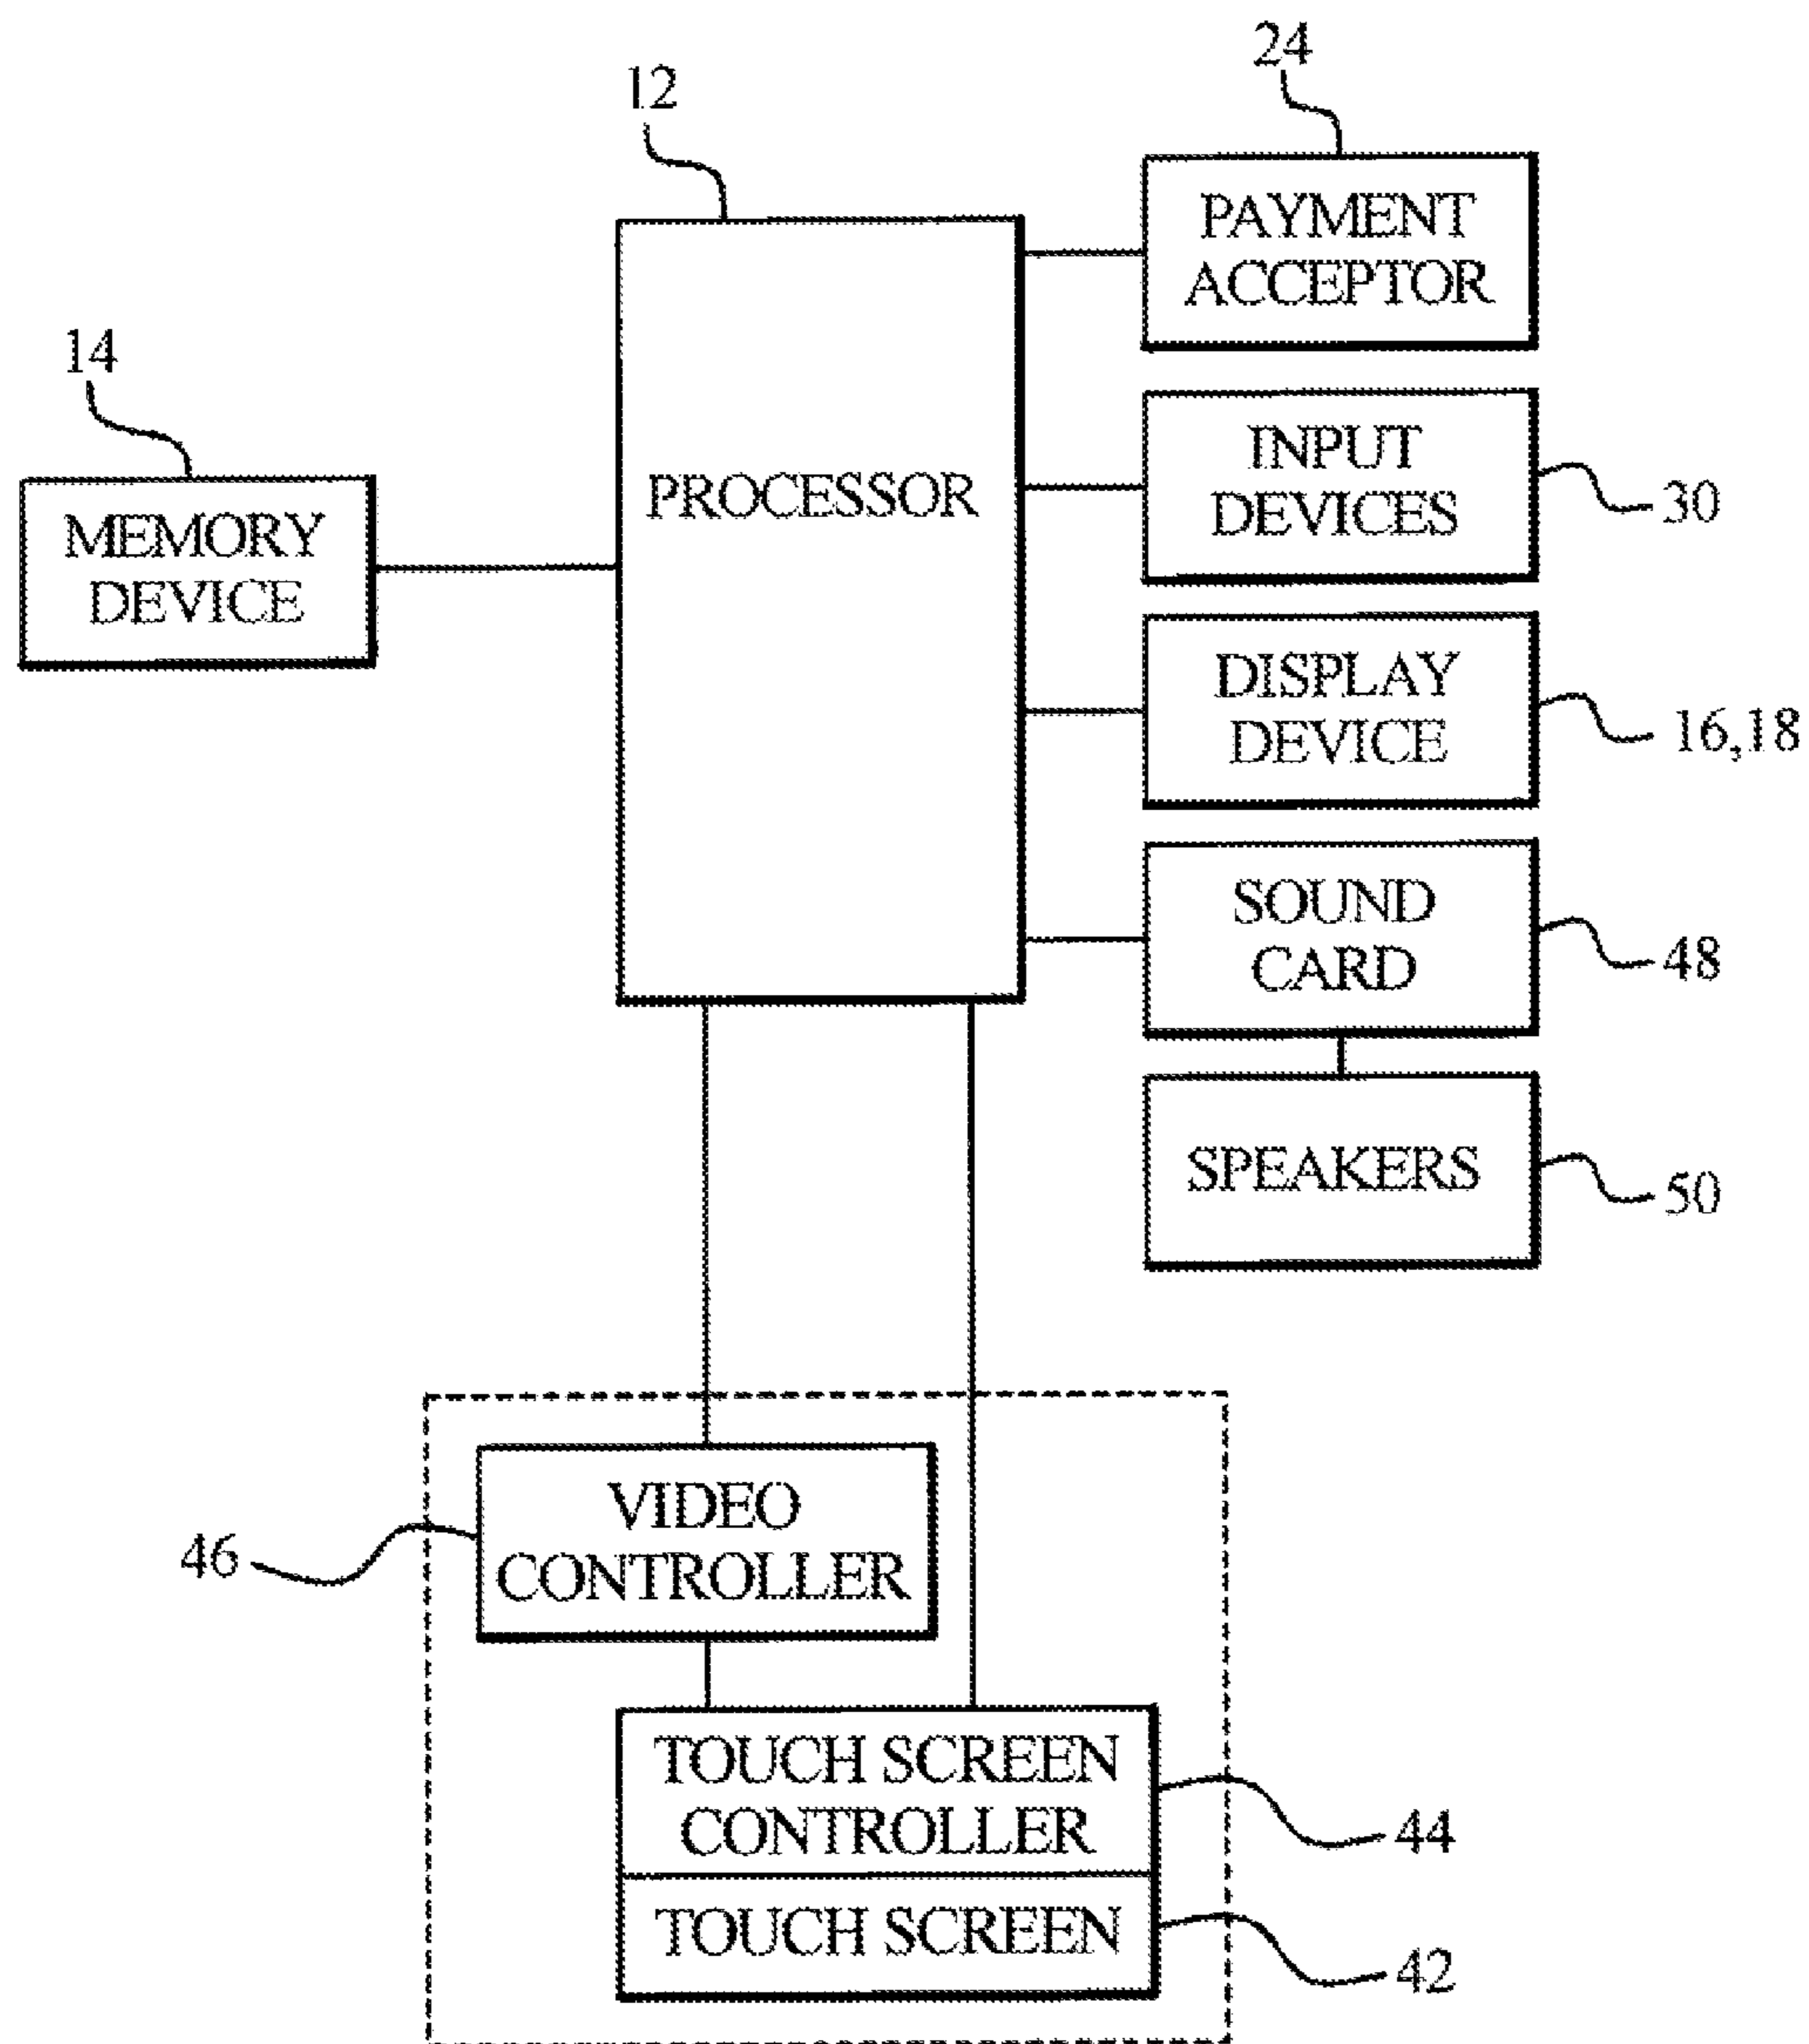 24
12
PAYMENT
ACCEPTOR
14
INPUT
DEVICES
30
PROCESSOR
MEMORY
DEVICE
DISPLAY
DEVICE
16,18
SOUND
CARD
48
SPEAKERS
50
VIDEO
CONTROLLER
46
TOUCH SCREEN
CONTROLLER
44
TOUCH SCREEN
42